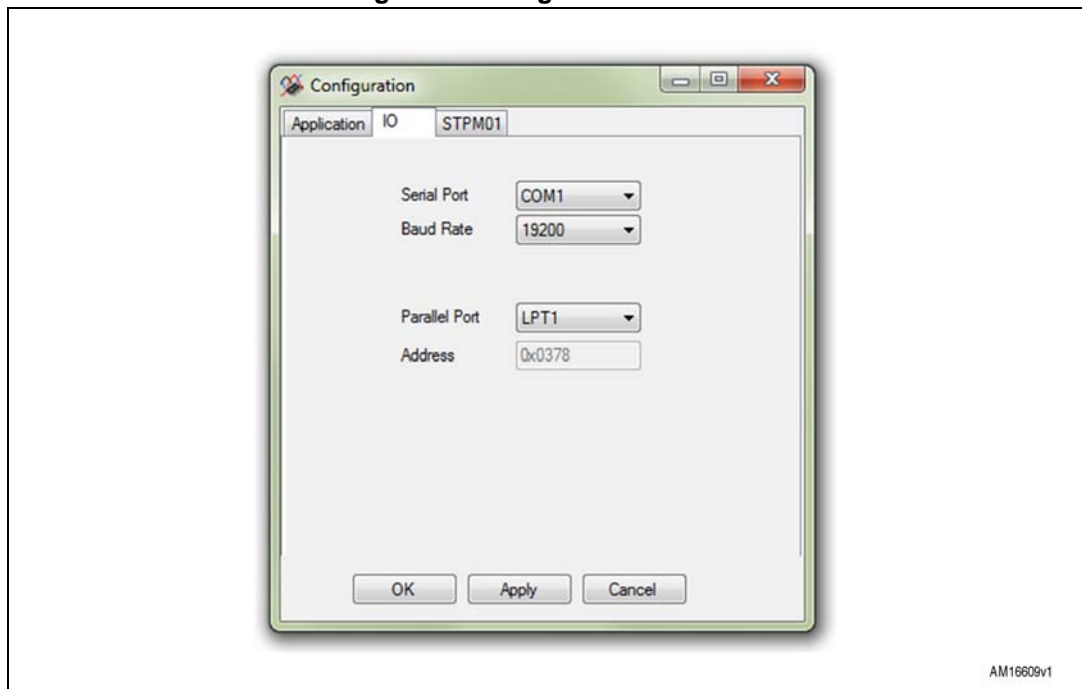 Configuration
Application IO STPM01
Serial Port COM1
Baud Rate 19200
Parallel Port LPT1
Address 0x0378
OK Apply Cancel
AM16609v1